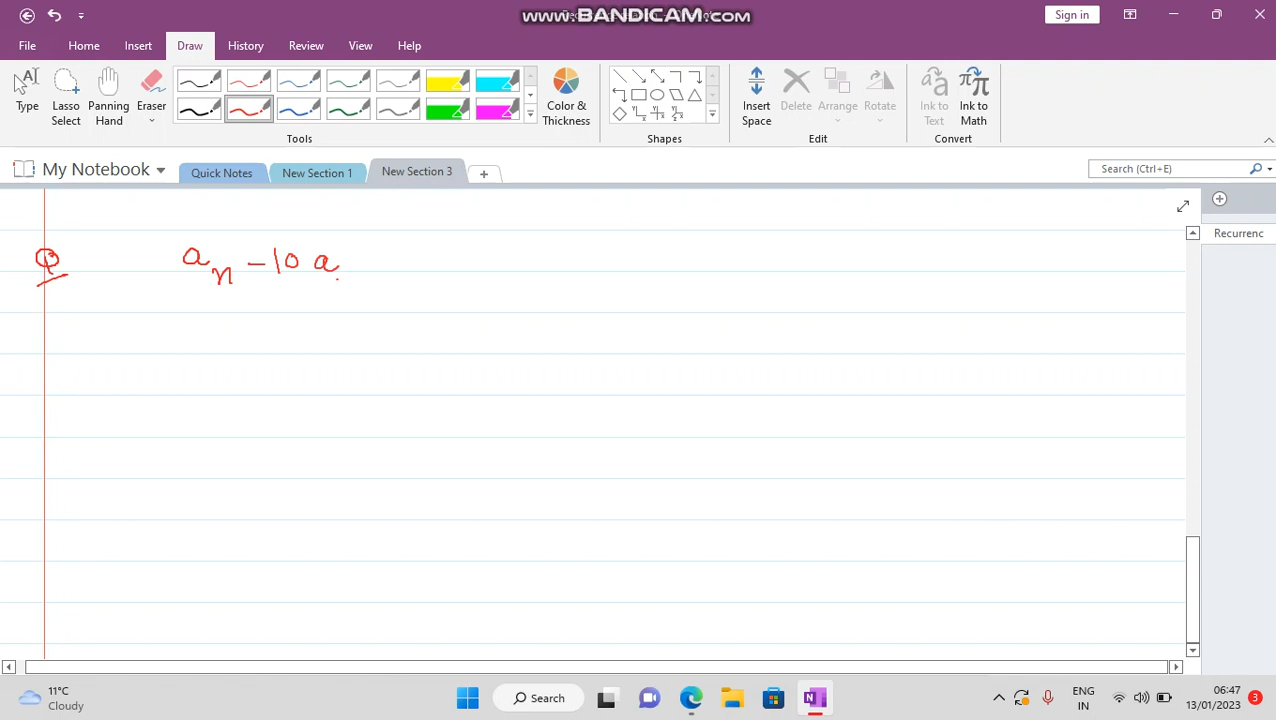 www.BANDICAM.com
Sign in
File Home Insert Draw History Review View Help
Type Lasso Select Panning Hand Eraser
Color & Thickness
Insert Space Delete Arrange Rotate Ink to Text Ink to Math
Tools Shapes Edit Convert
My Notebook Quick Notes New Section 1 New Section 3 Search (Ctrl+E)
Recurrenc
Q aₙ - 10 a
11°C
Cloudy
Search
ENG
IN
06:47
13/01/2023
3